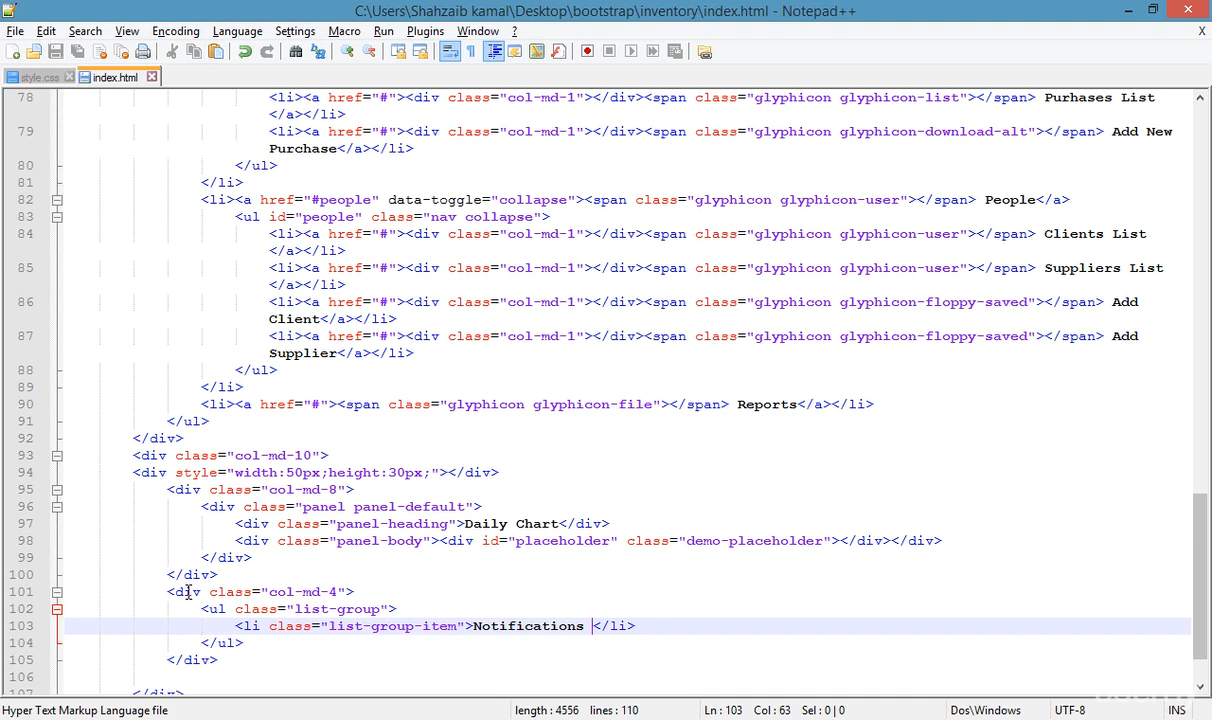 C:\Users\Shahzaib kamal\Desktop\bootstrap\inventory\index.html - Notepad++
File Edit Search View Encoding Language Settings Macro Run Plugins Window ? X
style.css index.html
78 <li><a href="#"><div class="col-md-1"></div><span class="glyphicon glyphicon-list"></span> Purhases List
</a></li>
79 <li><a href="#"><div class="col-md-1"></div><span class="glyphicon glyphicon-download-alt"></span> Add New
Purchase</a></li>
80 </ul>
81 </li>
82 <li><a href="#people" data-toggle="collapse"><span class="glyphicon glyphicon-user"></span> People</a>
83 <ul id="people" class="nav collapse">
84 <li><a href="#"><div class="col-md-1"></div><span class="glyphicon glyphicon-user"></span> Clients List
</a></li>
85 <li><a href="#"><div class="col-md-1"></div><span class="glyphicon glyphicon-user"></span> Suppliers List
</a></li>
86 <li><a href="#"><div class="col-md-1"></div><span class="glyphicon glyphicon-floppy-saved"></span> Add
Client</a></li>
87 <li><a href="#"><div class="col-md-1"></div><span class="glyphicon glyphicon-floppy-saved"></span> Add
Supplier</a></li>
88 </ul>
89 </li>
90 <li><a href="#"><span class="glyphicon glyphicon-file"></span> Reports</a></li>
91 </ul>
92 </div>
93 <div class="col-md-10">
94 <div style="width:50px;height:30px;"></div>
95 <div class="col-md-8">
96 <div class="panel panel-default">
97 <div class="panel-heading">Daily Chart</div>
98 <div class="panel-body"><div id="placeholder" class="demo-placeholder"></div></div>
99 </div>
100 </div>
101 <div class="col-md-4">
102 <ul class="list-group">
103 <li class="list-group-item">Notifications </li>
104 </ul>
105 </div>
106
107 </div>
Hyper Text Markup Language file length : 4556 lines : 110 Ln : 103 Col : 63 Sel : 0 | 0 Dos\Windows UTF-8 INS